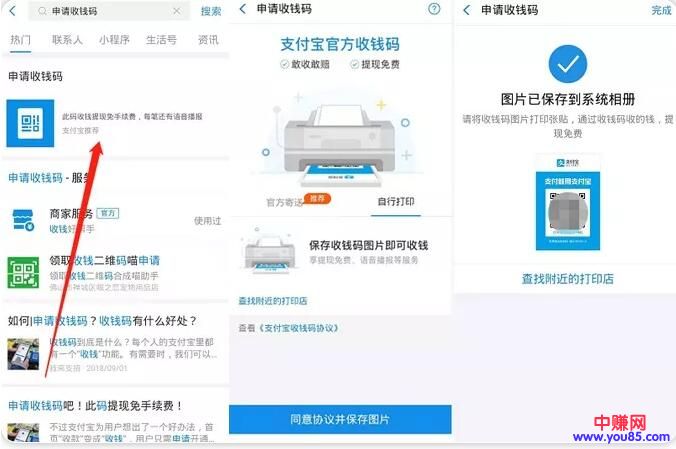 申请收钱码
搜索
热门
联系人
小程序
生活号
资讯
申请收钱码
此码收钱提现免手续费，每笔还有语音播报
支付宝推荐
申请收钱码 - 服务
商家服务 官方
收钱好帮手
使用过
领取收钱二维码喵申请
领取收钱二维码合成喵助手
如何|申请收钱码？收钱码有什么好处？
收钱码到底是什么？每个人的支付宝里都
有一个“收钱”功能。有需要时，我们可以...
我来支招 2018/09/01
申请收钱码吧！此码提现免手续费！
不过支付宝为用户想出了一个好办法，首
页“收款”变成“收钱”，用户只需申请开通...
申请收钱码
支付宝官方收钱码
敢收敢赔
提现免费
官方寄送
推荐
自行打印
保存收钱码图片即可收钱
享提现免费、语音播报等服务
查找附近的打印店
查看《支付宝收钱码协议》
同意协议并保存图片
申请收钱码
完成
图片已保存到系统相册
请将收钱码图片打印张贴，通过收钱码收的钱，提
现免费
支付宝
支付就用支付宝
查找附近的打印店
中赚网
www.you85.com